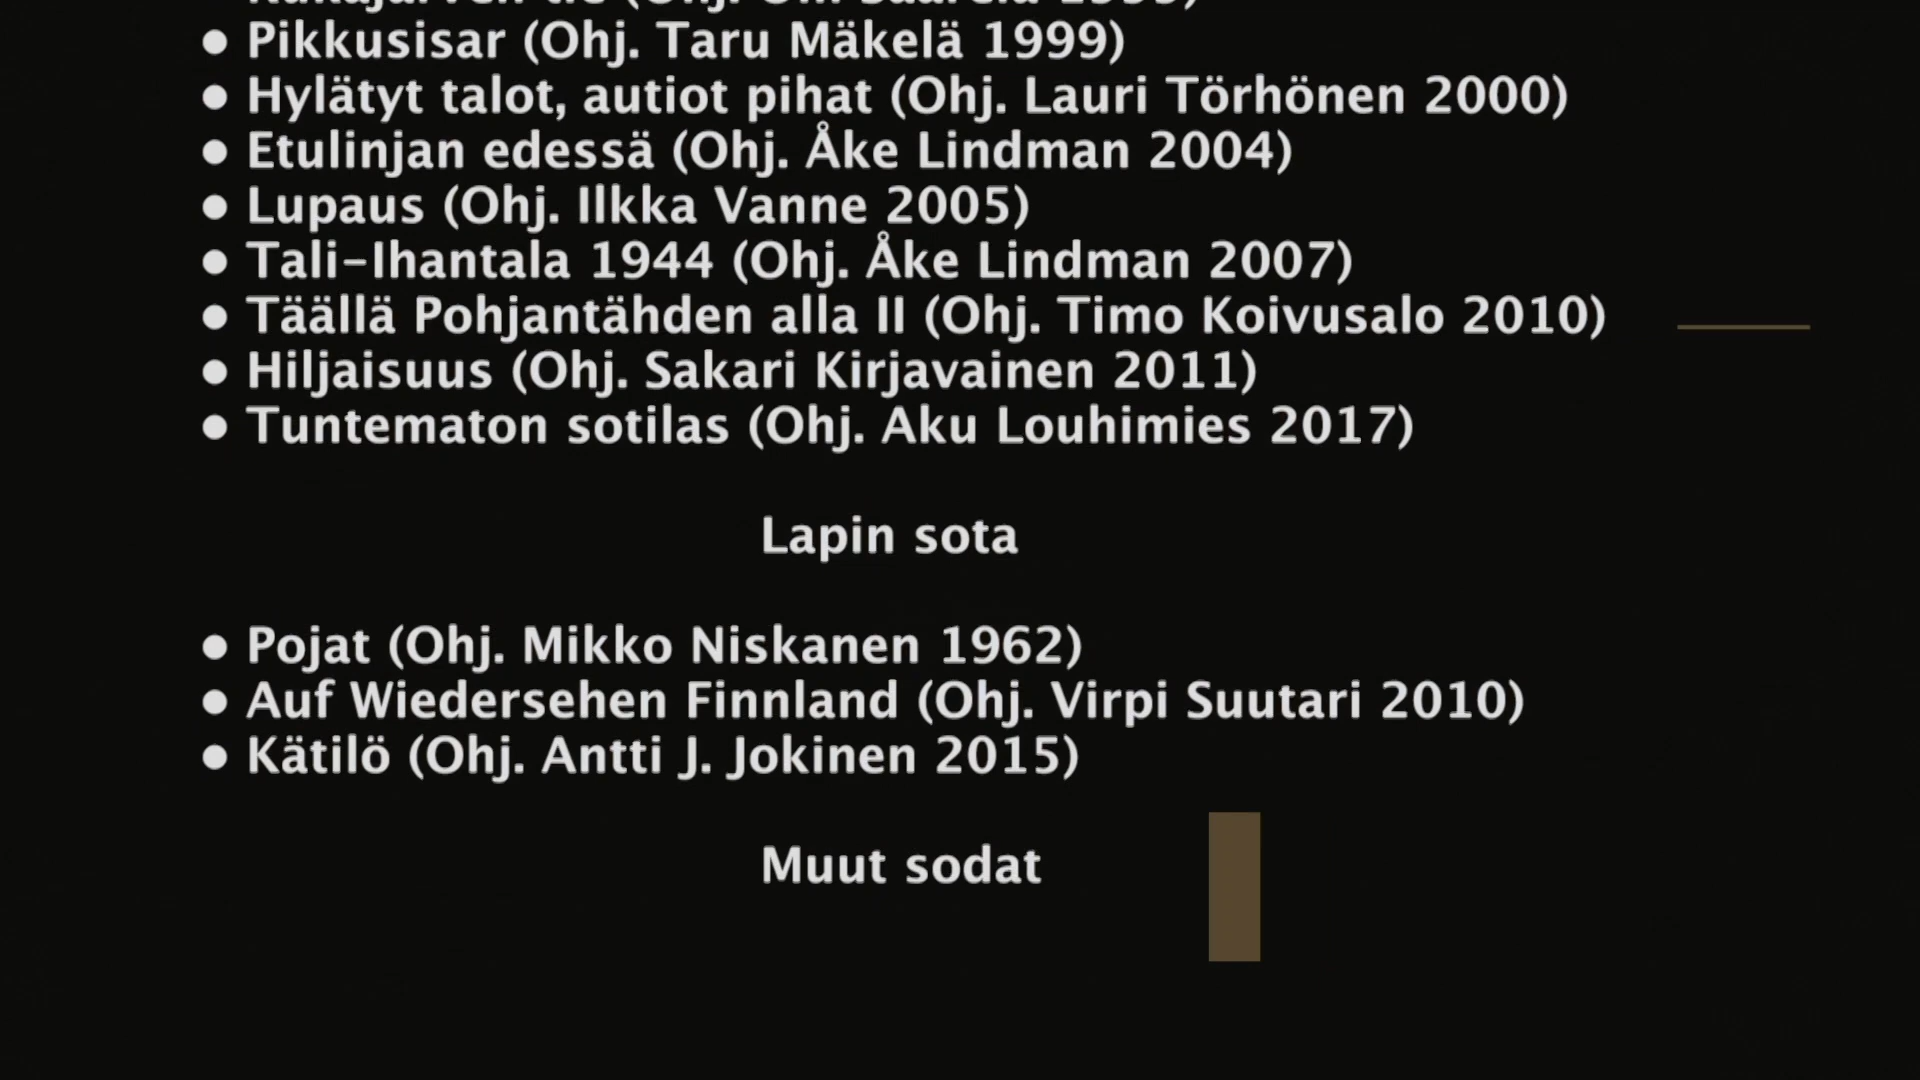 ● Pikkusisar (Ohj. Taru Mäkelä 1999)
● Hylätyt talot, autiot pihat (Ohj. Lauri Törhönen 2000)
● Etulinjan edessä (Ohj. Åke Lindman 2004)
● Lupaus (Ohj. Ilkka Vanne 2005)
● Tali-Ihantala 1944 (Ohj. Åke Lindman 2007)
● Täällä Pohjantähden alla II (Ohj. Timo Koivusalo 2010)
● Hiljaisuus (Ohj. Sakari Kirjavainen 2011)
● Tuntematon sotilas (Ohj. Aku Louhimies 2017)
Lapin sota
● Pojat (Ohj. Mikko Niskanen 1962)
● Auf Wiedersehen Finnland (Ohj. Virpi Suutari 2010)
● Kätilö (Ohj. Antti J. Jokinen 2015)
Muut sodat